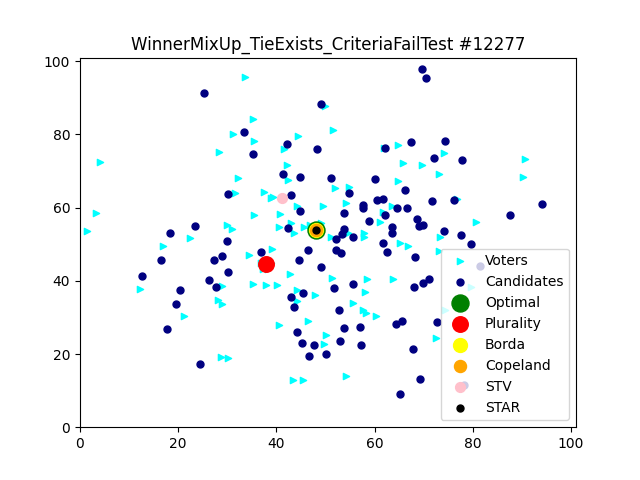 WinnerMixUp_TieExists_CriteriaFailTest #12277
100
80
60
40
20
0
0 20 40 60 80 100
Voters
Candidates
Optimal
Plurality
Borda
Copeland
STV
STAR